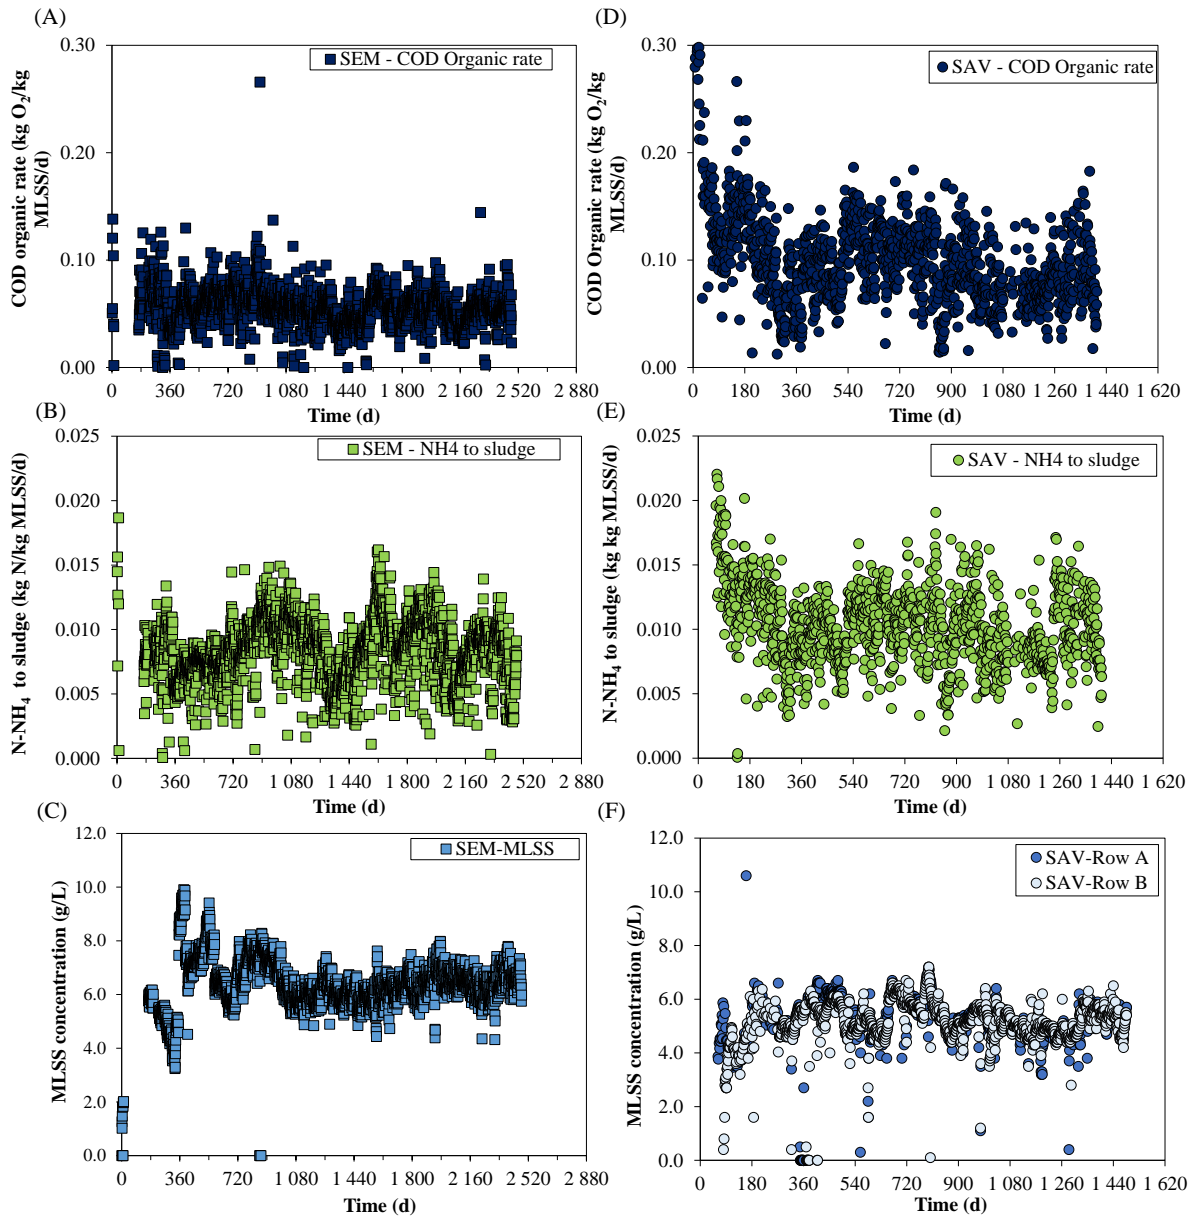 (A)
0.30
0.20
0.10
0.00
COD organic rate (kg O2/kg
MLSS/d)
SEM - COD Organic rate
0 360 720 1 080 1 440 1 800 2 160 2 520 2 880
Time (d)
(D)
0.30
0.20
0.10
0.00
COD Organic rate (kg O2/kg
MLSS/d)
SAV - COD Organic rate
0 180 360 540 720 900 1 080 1 260 1 440 1 620
Time (d)
(B)
0.025
0.020
0.015
0.010
0.005
0.000
N-NH4 to sludge (kg N/kg MLSS/d)
SEM - NH4 to sludge
0 360 720 1 080 1 440 1 800 2 160 2 520 2 880
Time (d)
(E)
0.025
0.020
0.015
0.010
0.005
0.000
N-NH4 to sludge (kg kg MLSS/d)
SAV - NH4 to sludge
0 180 360 540 720 900 1 080 1 260 1 440 1 620
Time (d)
(C)
12.0
10.0
8.0
6.0
4.0
2.0
0.0
MLSS concentration (g/L)
SEM-MLSS
0 360 720 1 080 1 440 1 800 2 160 2 520 2 880
Time (d)
(F)
12.0
10.0
8.0
6.0
4.0
2.0
0.0
MLSS concentration (g/L)
SAV-Row A
SAV-Row B
0 180 360 540 720 900 1 080 1 260 1 440 1 620
Time (d)